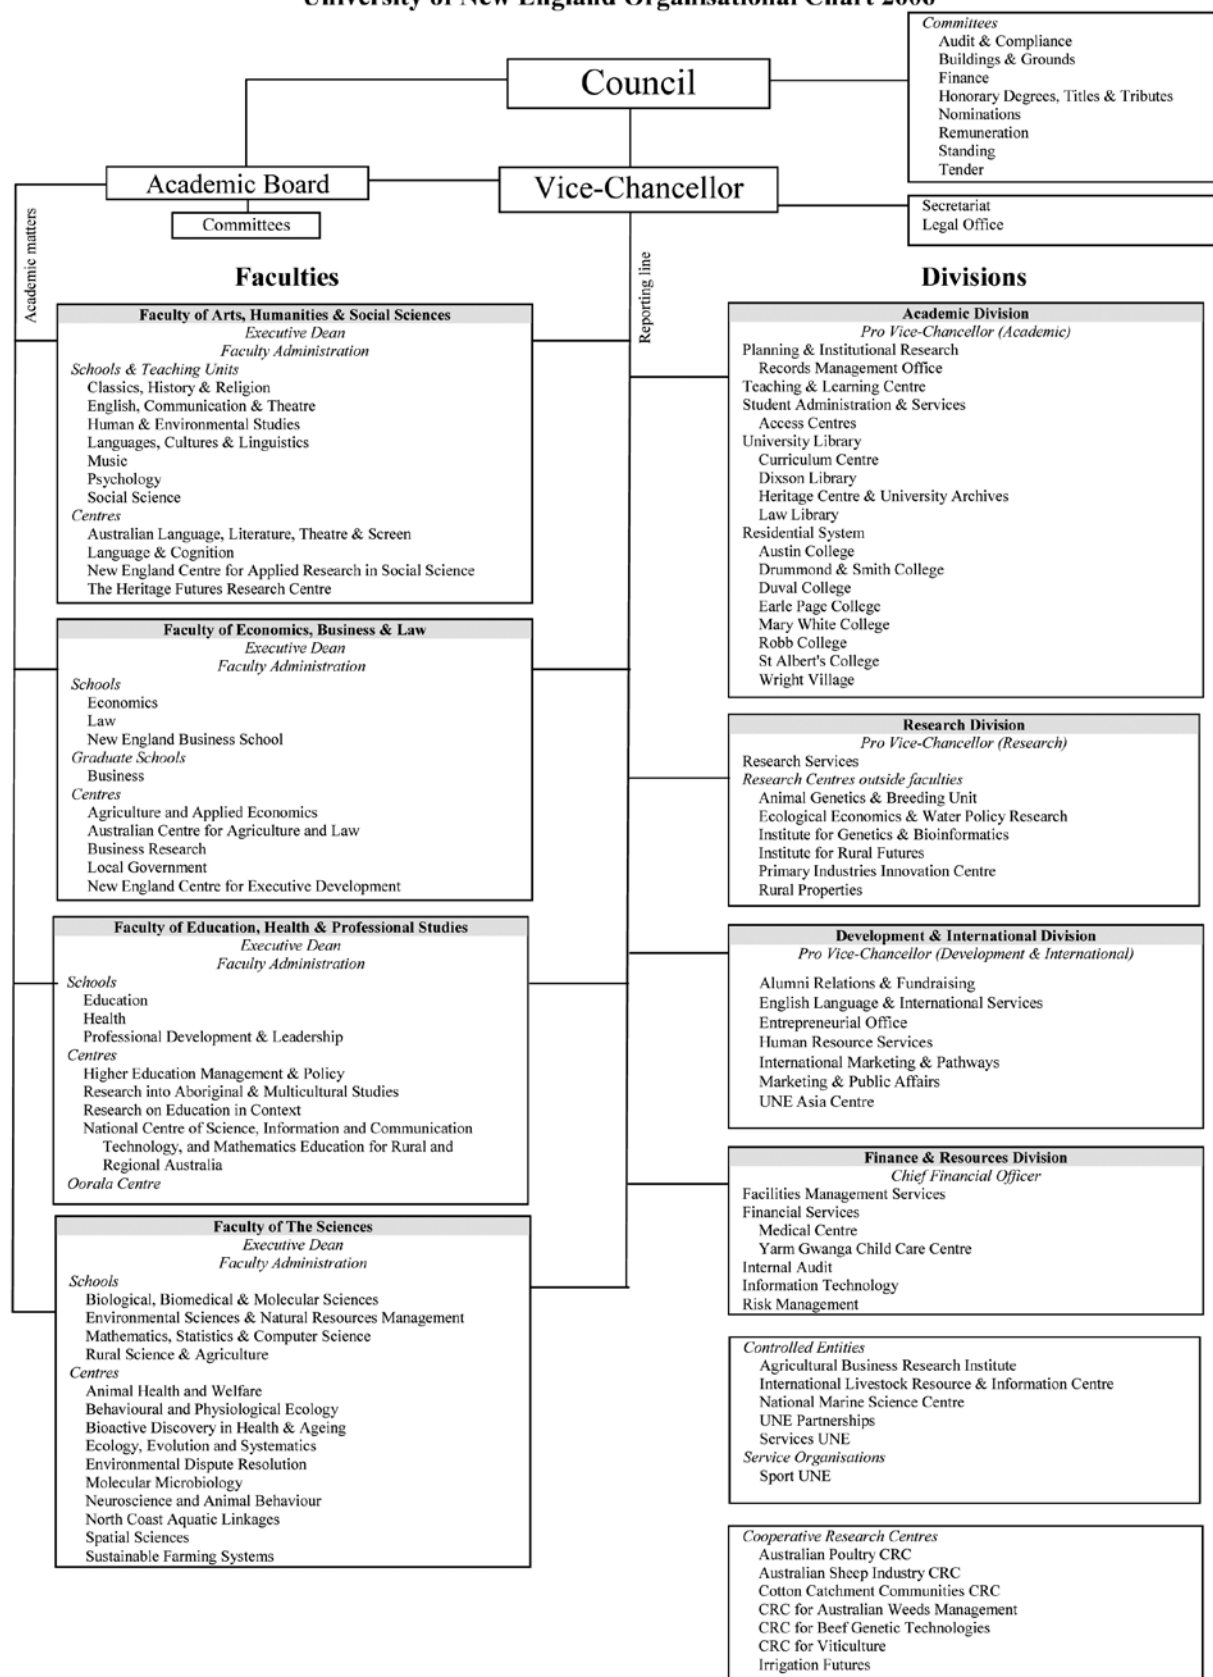 University of New England Organisational Chart 2006
Committees
Audit & Compliance
Buildings & Grounds
Finance
Honorary Degrees, Titles & Tributes
Nominations
Remuneration
Standing
Tender
Council
Academic Board
Vice-Chancellor
Committees
Secretariat
Legal Office
Academic matters
Reporting line
Faculties
Faculty of Arts, Humanities & Social Sciences
Executive Dean
Faculty Administration
Schools & Teaching Units
Classics, History & Religion
English, Communication & Theatre
Human & Environmental Studies
Languages, Cultures & Linguistics
Music
Psychology
Social Science
Centres
Australian Language, Literature, Theatre & Screen
Language & Cognition
New England Centre for Applied Research in Social Science
The Heritage Futures Research Centre
Faculty of Economics, Business & Law
Executive Dean
Faculty Administration
Schools
Economics
Law
New England Business School
Graduate Schools
Business
Centres
Agriculture and Applied Economics
Australian Centre for Agriculture and Law
Business Research
Local Government
New England Centre for Executive Development
Faculty of Education, Health & Professional Studies
Executive Dean
Faculty Administration
Schools
Education
Health
Professional Development & Leadership
Centres
Higher Education Management & Policy
Research into Aboriginal & Multicultural Studies
Research on Education in Context
National Centre of Science, Information and Communication
Technology, and Mathematics Education for Rural and
Regional Australia
Oorala Centre
Faculty of The Sciences
Executive Dean
Faculty Administration
Schools
Biological, Biomedical & Molecular Sciences
Environmental Sciences & Natural Resources Management
Mathematics, Statistics & Computer Science
Rural Science & Agriculture
Centres
Animal Health and Welfare
Behavioural and Physiological Ecology
Bioactive Discovery in Health & Ageing
Ecology, Evolution and Systematics
Environmental Dispute Resolution
Molecular Microbiology
Neuroscience and Animal Behaviour
North Coast Aquatic Linkages
Spatial Sciences
Sustainable Farming Systems
Divisions
Academic Division
Pro Vice-Chancellor (Academic)
Planning & Institutional Research
Records Management Office
Teaching & Learning Centre
Student Administration & Services
Access Centres
University Library
Curriculum Centre
Dixson Library
Heritage Centre & University Archives
Law Library
Residential System
Austin College
Drummond & Smith College
Duval College
Earle Page College
Mary White College
Robb College
St Albert's College
Wright Village
Research Division
Pro Vice-Chancellor (Research)
Research Services
Research Centres outside faculties
Animal Genetics & Breeding Unit
Ecological Economics & Water Policy Research
Institute for Genetics & Bioinformatics
Institute for Rural Futures
Primary Industries Innovation Centre
Rural Properties
Development & International Division
Pro Vice-Chancellor (Development & International)
Alumni Relations & Fundraising
English Language & International Services
Entrepreneurial Office
Human Resource Services
International Marketing & Pathways
Marketing & Public Affairs
UNE Asia Centre
Finance & Resources Division
Chief Financial Officer
Facilities Management Services
Financial Services
Medical Centre
Yarm Gwanga Child Care Centre
Internal Audit
Information Technology
Risk Management
Controlled Entities
Agricultural Business Research Institute
International Livestock Resource & Information Centre
National Marine Science Centre
UNE Partnerships
Services UNE
Service Organisations
Sport UNE
Cooperative Research Centres
Australian Poultry CRC
Australian Sheep Industry CRC
Cotton Catchment Communities CRC
CRC for Australian Weeds Management
CRC for Beef Genetic Technologies
CRC for Viticulture
Irrigation Futures